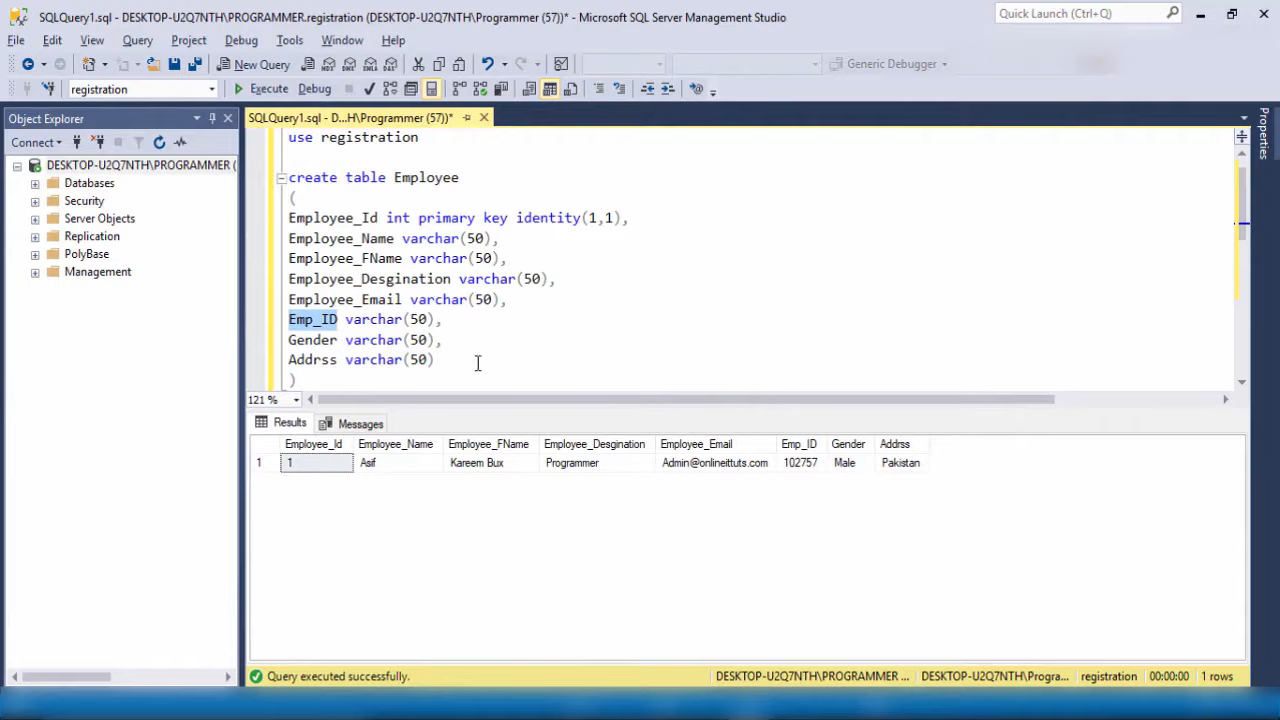 SQLQuery1.sql - DESKTOP-U2Q7NTH\PROGRAMMER.registration (DESKTOP-U2Q7NTH\Programmer (57))* - Microsoft SQL Server Management Studio
Quick Launch (Ctrl+Q)
File Edit View Query Project Debug Tools Window Help
New Query
Generic Debugger
registration
Execute Debug
Object Explorer
SQLQuery1.sql - D...H\Programmer (57))*
Properties
Connect
DESKTOP-U2Q7NTH\PROGRAMMER (
Databases
Security
Server Objects
Replication
PolyBase
Management
use registration
create table Employee
(
Employee_Id int primary key identity(1,1),
Employee_Name varchar(50),
Employee_FName varchar(50),
Employee_Desgination varchar(50),
Employee_Email varchar(50),
Emp_ID varchar(50),
Gender varchar(50),
Addrss varchar(50)
)
121 %
Results Messages
Employee_Id Employee_Name Employee_FName Employee_Desgination Employee_Email Emp_ID Gender Addrss
1 1 Asif Kareem Bux Programmer Admin@onlineittuts.com 102757 Male Pakistan
Query executed successfully.
DESKTOP-U2Q7NTH\PROGRAMMER ... DESKTOP-U2Q7NTH\Progra... registration 00:00:00 1 rows